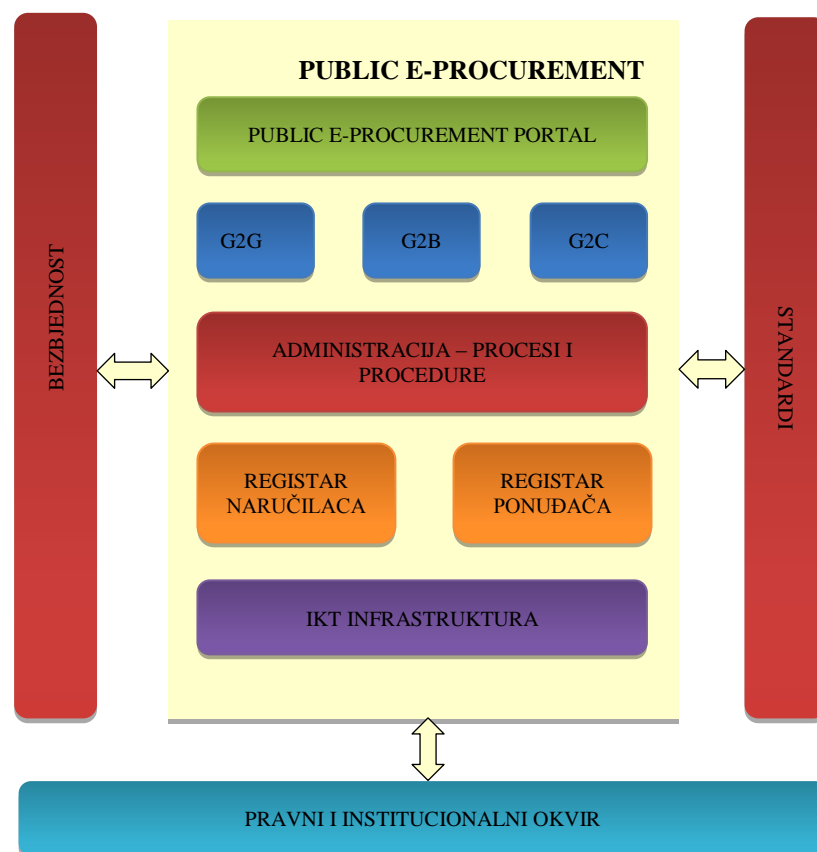 PUBLIC E-PROCUREMENT
PUBLIC E-PROCUREMENT PORTAL
G2G
G2B
G2C
BEZBJEDNOST
ADMINISTRACIJA – PROCESI I
PROCEDURE
STANDARDI
REGISTAR
NARUČILACA
REGISTAR
PONUĐAČA
IKT INFRASTRUKTURA
PRAVNI I INSTITUCIONALNI OKVIR